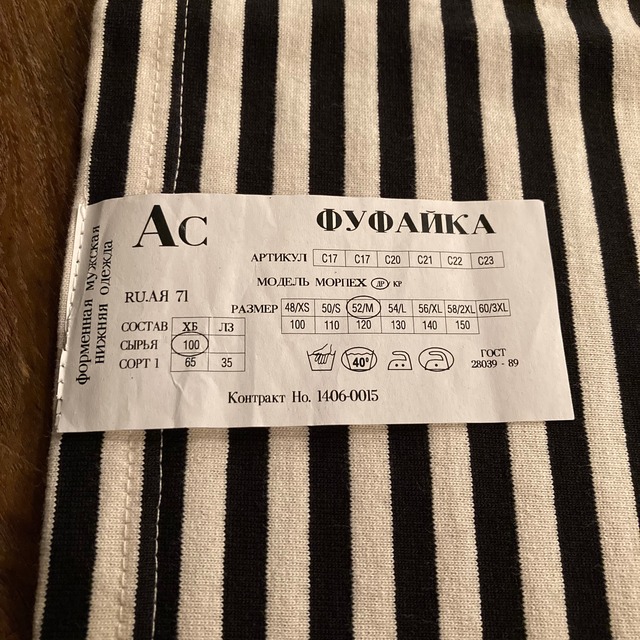 форменная мужская
нижняя одежда
Ас
ФУФАЙКА
АРТИКУЛ С17 С17 С20 С21 С22 С23
МОДЕЛЬ МОРПЕХ ДР КР
RU.АЯ 71
РАЗМЕР 48/XS 50/S 52/M 54/L 56/XL 58/2XL 60/3XL
100 110 120 130 140 150
СОСТАВ ХБ ЛЗ
СЫРЬЯ 100
СОРТ 1 65 35
40°
ГОСТ
28039 - 89
Контракт Но. 1406-0015